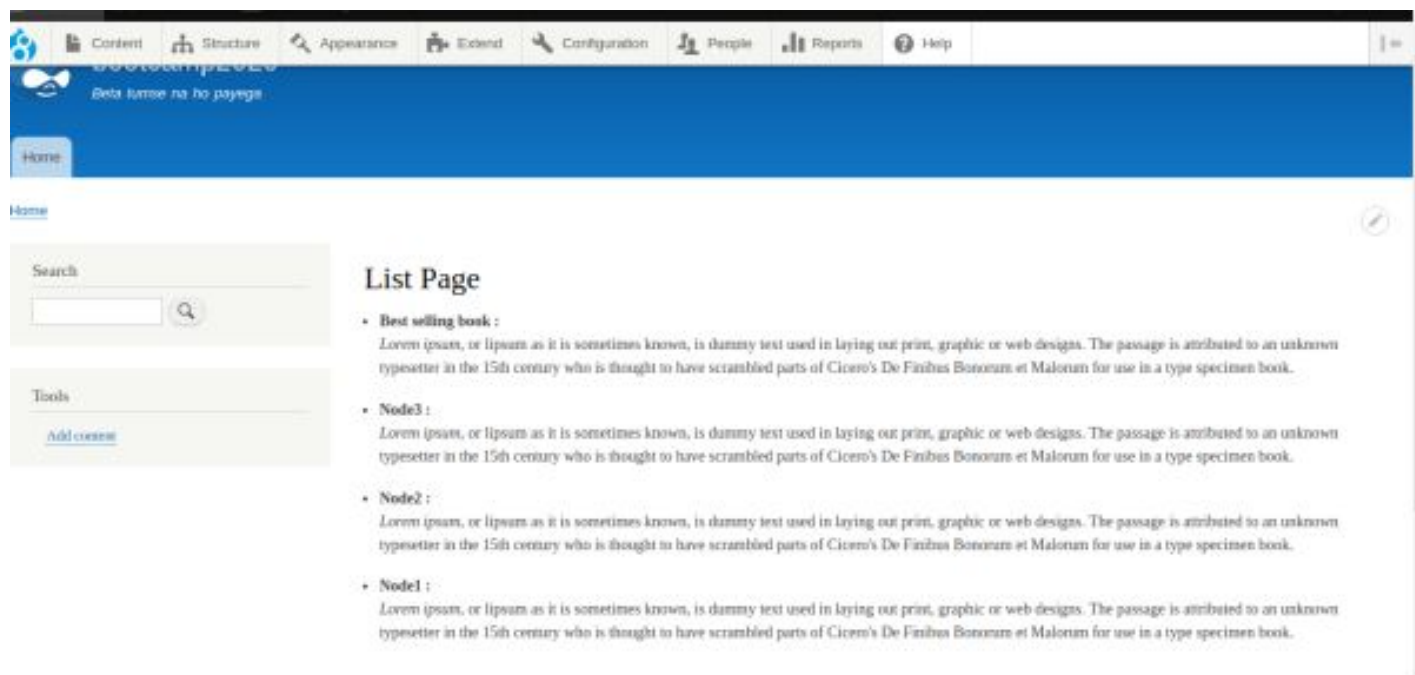 Content Structure Appearance Extend Configuration People Reports Help
Beta tumse na ho payega
Home
Home
Search
Tools
Add content
List Page
• Best selling book :
Lorem ipsum, or lipsum as it is sometimes known, is dummy text used in laying out print, graphic or web designs. The passage is attributed to an unknown
typesetter in the 15th century who is thought to have scrambled parts of Cicero's De Finibus Bonorum et Malorum for use in a type specimen book.
• Node3 :
Lorem ipsum, or lipsum as it is sometimes known, is dummy text used in laying out print, graphic or web designs. The passage is attributed to an unknown
typesetter in the 15th century who is thought to have scrambled parts of Cicero's De Finibus Bonorum et Malorum for use in a type specimen book.
• Node2 :
Lorem ipsum, or lipsum as it is sometimes known, is dummy text used in laying out print, graphic or web designs. The passage is attributed to an unknown
typesetter in the 15th century who is thought to have scrambled parts of Cicero's De Finibus Bonorum et Malorum for use in a type specimen book.
• Node1 :
Lorem ipsum, or lipsum as it is sometimes known, is dummy text used in laying out print, graphic or web designs. The passage is attributed to an unknown
typesetter in the 15th century who is thought to have scrambled parts of Cicero's De Finibus Bonorum et Malorum for use in a type specimen book.